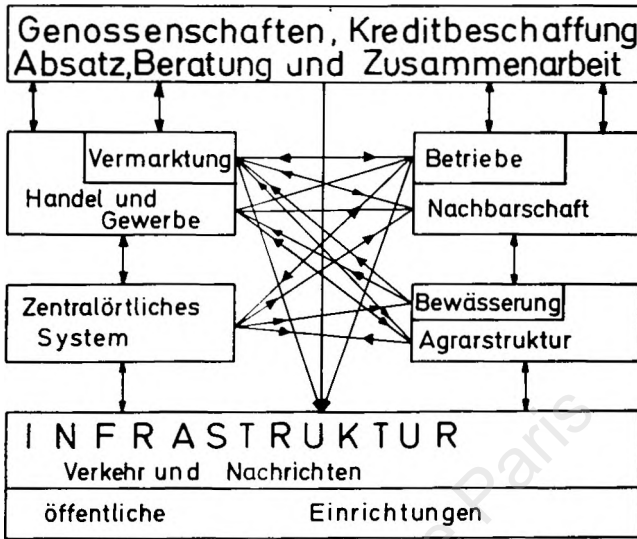 Genossenschaften, Kreditbeschaffung
Absatz, Beratung und Zusammenarbeit
Vermarktung
Handel und
Gewerbe
Betriebe
Nachbarschaft
Zentralörtliches
System
Bewässerung
Agrarstruktur
INFRASTRUKTUR
Verkehr und Nachrichten
öffentliche Einrichtungen
Paris